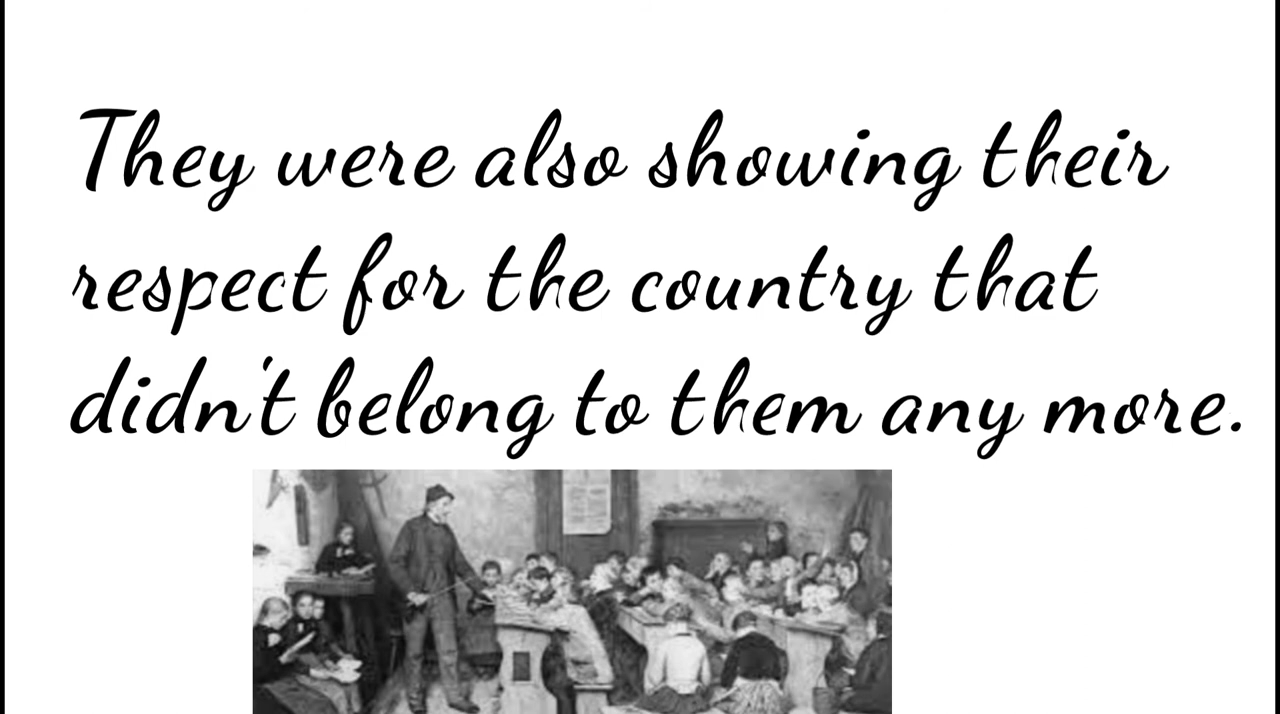 They were also showing their
respect for the country that
didn't belong to them any more.